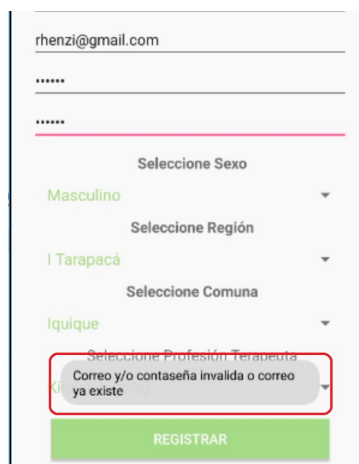 rhenzi@gmail.com
••••••
••••••
Seleccione Sexo
Masculino
Seleccione Región
I Tarapacá
Seleccione Comuna
Iquique
Seleccione Profesión Terapeuta
Correo y/o contaseña invalida o correo
ya existe
REGISTRAR